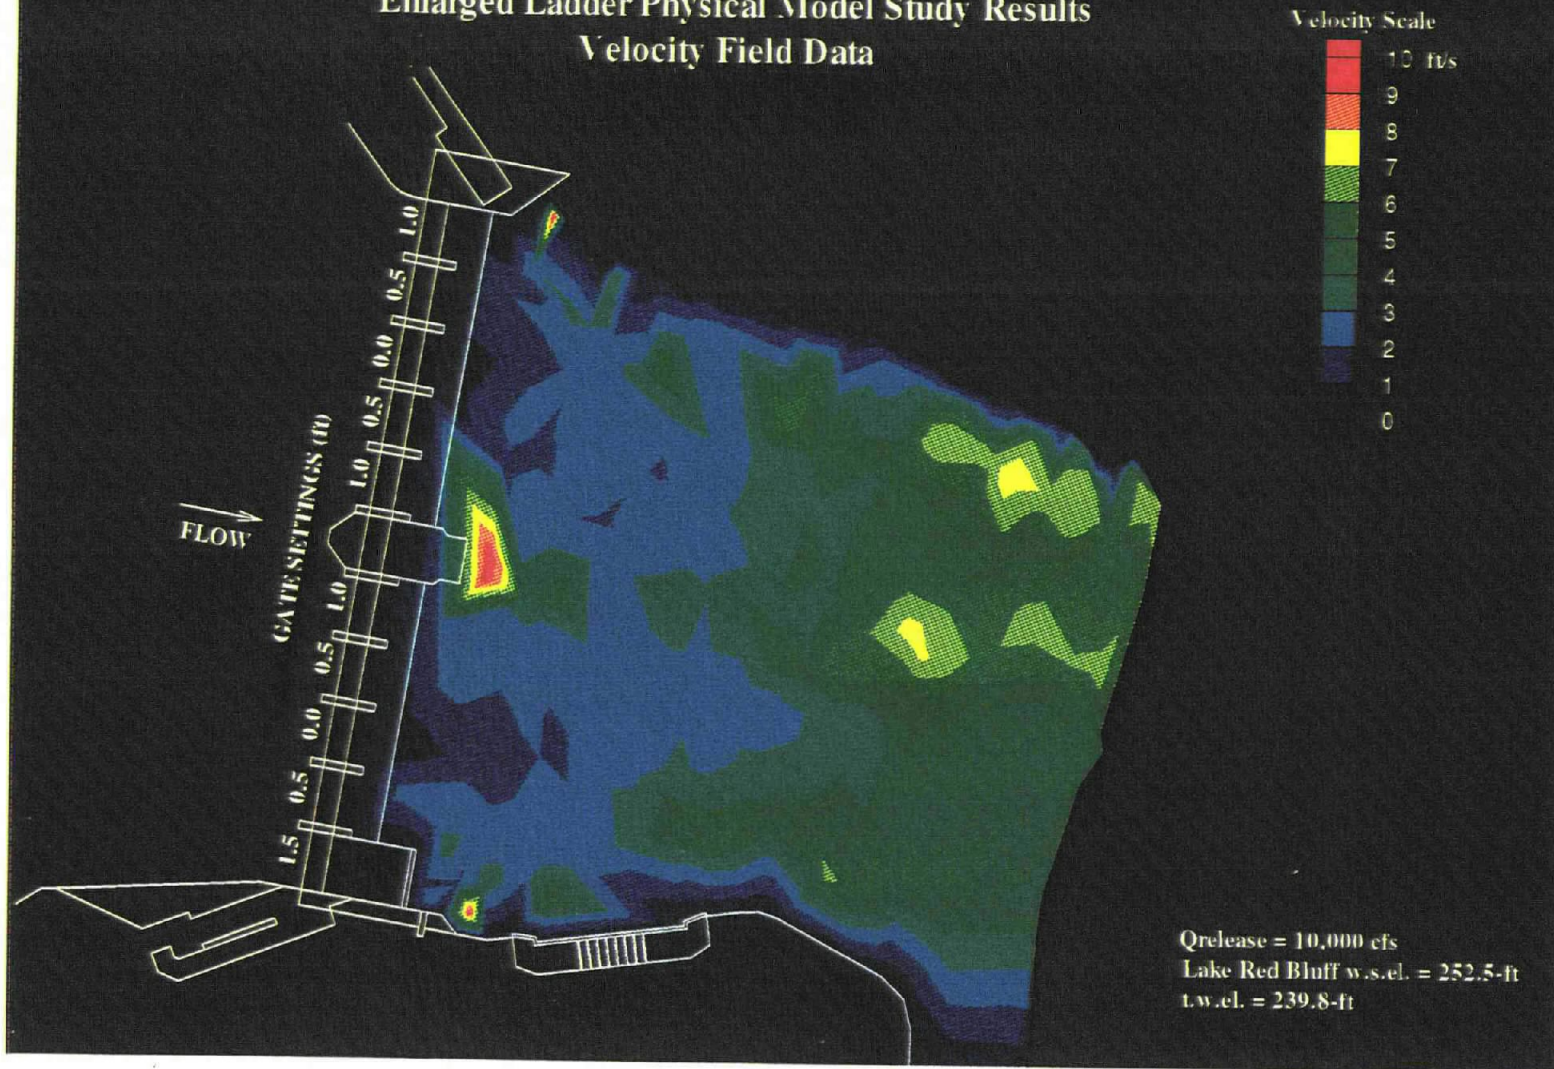 Enlarged Ladder Physical Model Study Results
Velocity Field Data
Velocity Scale
10 ft/s
9
8
7
6
5
4
3
2
1
0
1.0
0.5
0.0
0.5
1.0
GATE SETTINGS (ft)
FLOW
1.0
0.5
0.0
0.5
1.5
Qrelease = 10,000 cfs
Lake Red Bluff w.s.el. = 252.5-ft
t.w.el. = 239.8-ft